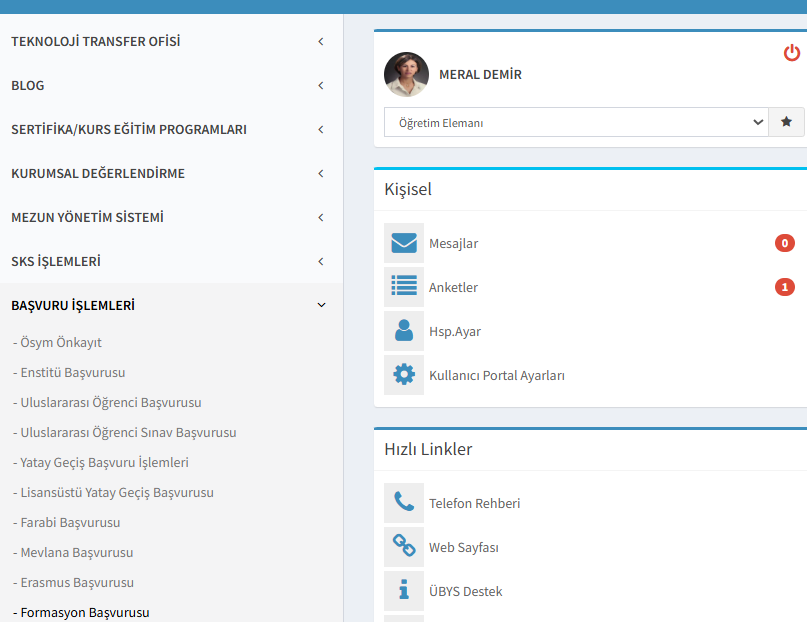 TEKNOLOJİ TRANSFER OFİSİ
BLOG
SERTİFİKA/KURS EĞİTİM PROGRAMLARI
KURUMSAL DEĞERLENDİRME
MEZUN YÖNETİM SİSTEMİ
SKS İŞLEMLERİ
BAŞVURU İŞLEMLERİ
- Ösym Önkayıt
- Enstitü Başvurusu
- Uluslararası Öğrenci Başvurusu
- Uluslararası Öğrenci Sınav Başvurusu
- Yatay Geçiş Başvuru İşlemleri
- Lisansüstü Yatay Geçiş Başvurusu
- Farabi Başvurusu
- Mevlana Başvurusu
- Erasmus Başvurusu
- Formasyon Başvurusu
MERAL DEMİR
Öğretim Elemanı
Kişisel
Mesajlar 0
Anketler 1
Hsp.Ayar
Kullanıcı Portal Ayarları
Hızlı Linkler
Telefon Rehberi
Web Sayfası
ÜBYS Destek